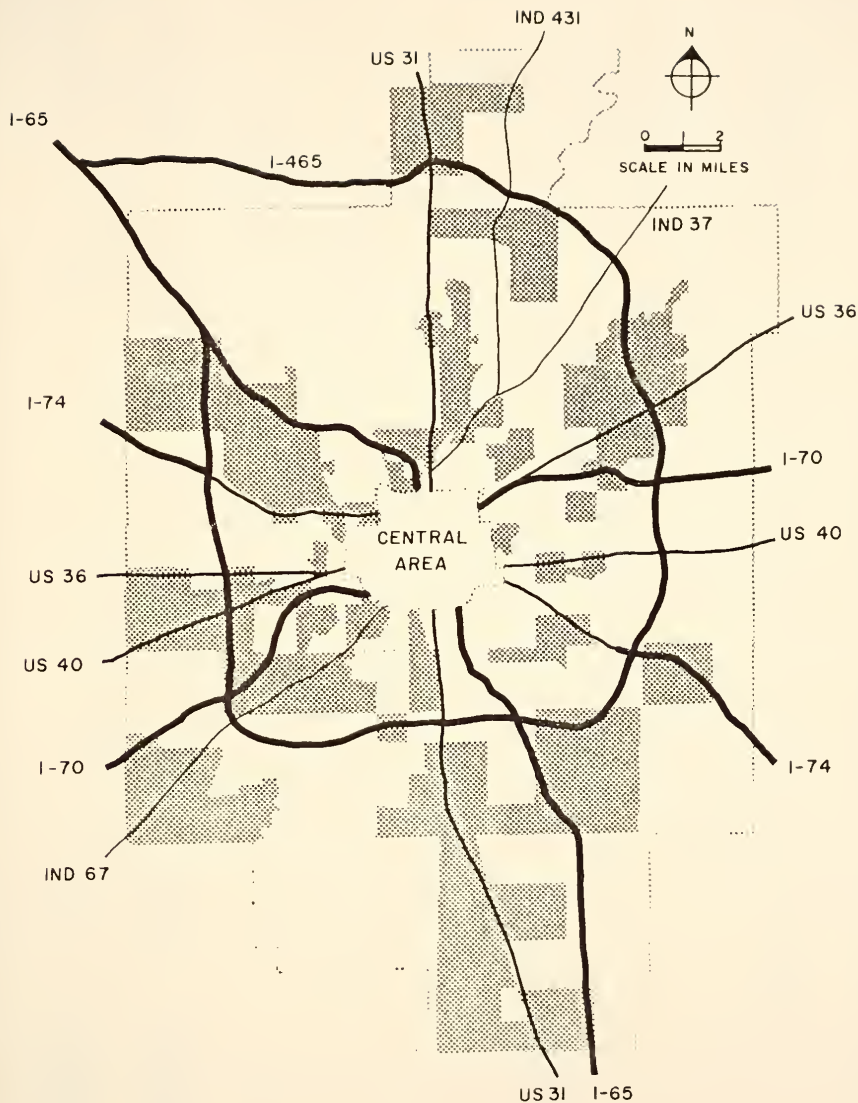 IND 431
US 31
N
I-65
I-465
0 1 2
SCALE IN MILES
IND 37
US 36
I-74
I-70
CENTRAL
AREA
US 40
US 36
US 40
I-70
I-74
IND 67
US 31 I-65